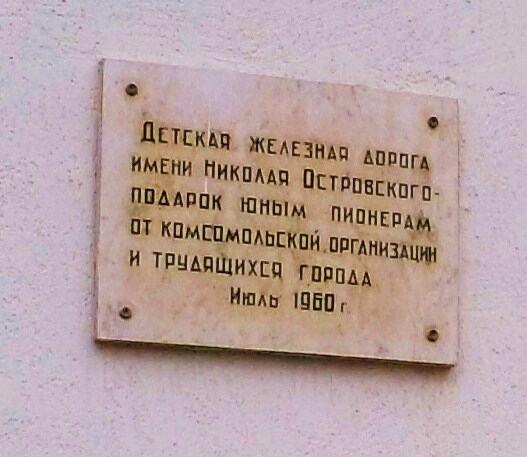 Детская железная дорога
имени Николая Островского-
подарок юным пионерам
от комсомольской организации
и трудящихся города
Июль 1960 г.